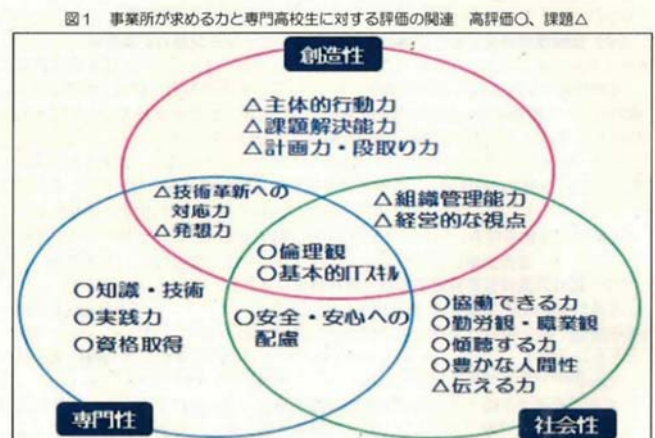 図1 事業所が求める力と専門高校生に対する評価の関連 高評価○、課題△
創造性
△主体的行動力
△課題解決能力
△計画力・段取り力
△技術革新への
対応力
△発想力
△組織管理能力
△経営的な視点
○倫理観
○基本的ITスキル
○知識・技術
○実践力
○資格取得
○安全・安心への
配慮
○協働できる力
○勤労観・職業観
○傾聴する力
○豊かな人間性
△伝える力
専門性
社会性